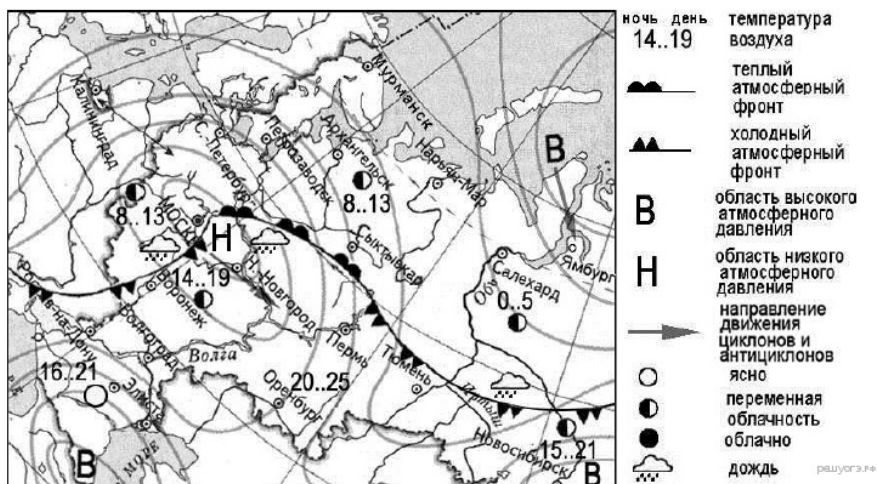 Мурманск
Калининград
С.-Петербург
Петрозаводск
Архангельск
Нарьян-Мар
В
8..13
МОСКВА
8..13
Н
Сыктывкар
Ямбург
Салехард
Обь
14..19
Н. Новгород
Воронеж
0..5
Волгоград
Волга
Пермь
Тюмень
16..21
Элиста
20..25
Оренбург
Иртыш
Новосибирск
15..21
В
МОРЕ
В
ночь день температура
14..19 воздуха
теплый
атмосферный
фронт
холодный
атмосферный
фронт
В область высокого
атмосферного
давления
Н область низкого
атмосферного
давления
направление
движения
циклонов и
антициклонов
ясно
переменная
облачность
облачно
дождь
решуогэ.рф